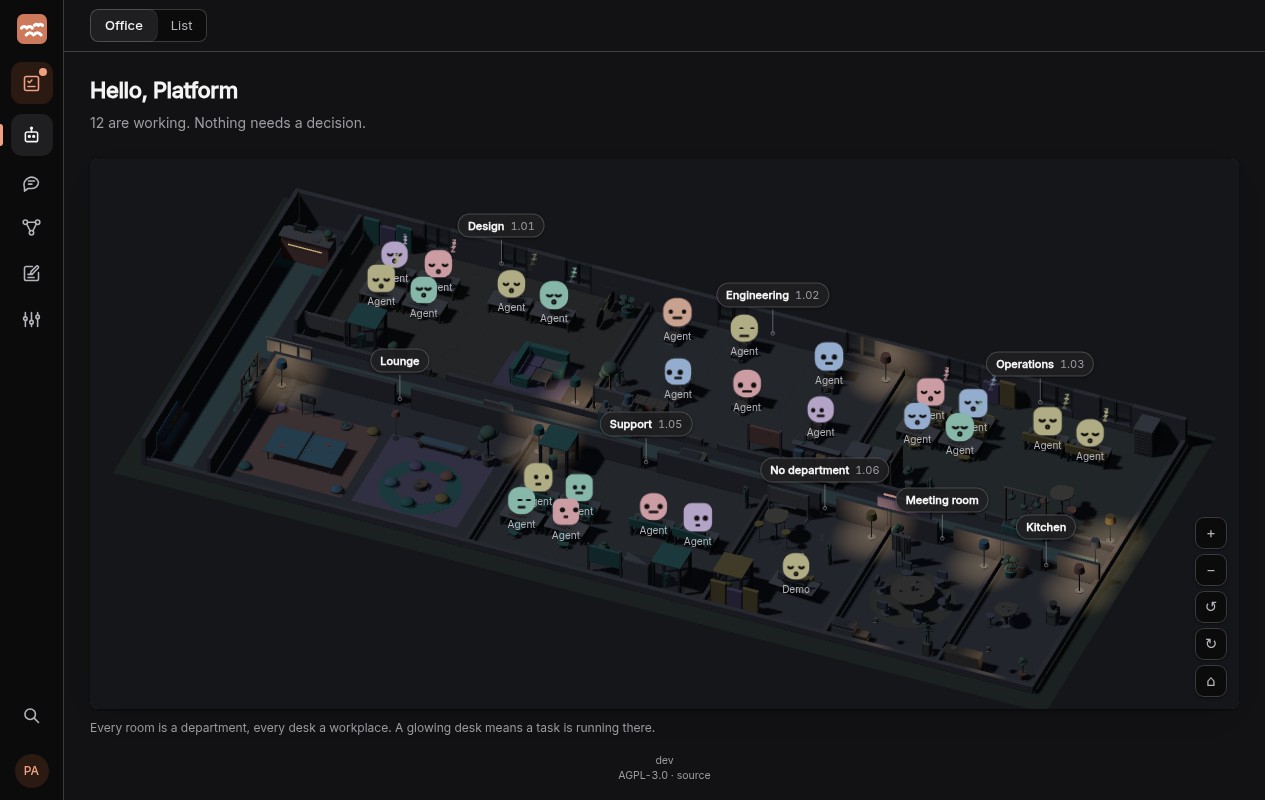 Office
List
Hello, Platform
12 are working. Nothing needs a decision.
Design 1.01
Agent
Agent
Agent
Agent
Engineering 1.02
Agent
Agent
Agent
Agent
Agent
Agent
Lounge
Operations 1.03
Agent
Agent
Agent
Agent
Support 1.05
Agent
Agent
Agent
Agent
No department 1.06
Demo
Meeting room
Kitchen
Every room is a department, every desk a workplace. A glowing desk means a task is running there.
dev
AGPL-3.0 · source
PA